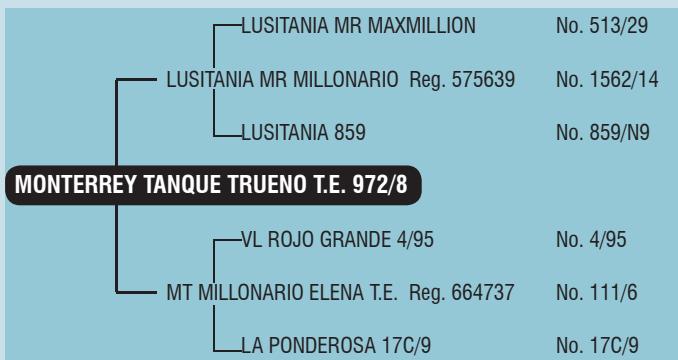 LUSITANIA MR MAXMILLION No. 513/29
LUSITANIA MR MILLONARIO Reg. 575639 No. 1562/14
LUSITANIA 859 No. 859/N9
MONTERREY TANQUE TRUENO T.E. 972/8
VL ROJO GRANDE 4/95 No. 4/95
MT MILLONARIO ELENA T.E. Reg. 664737 No. 111/6
LA PONDEROSA 17C/9 No. 17C/9